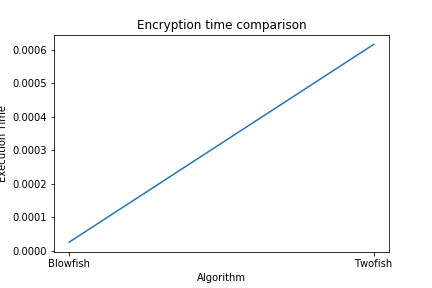 Encryption time comparison
0.0006
0.0005
0.0004
0.0003
0.0002
0.0001
0.0000
Execution Time
Blowfish Twofish
Algorithm